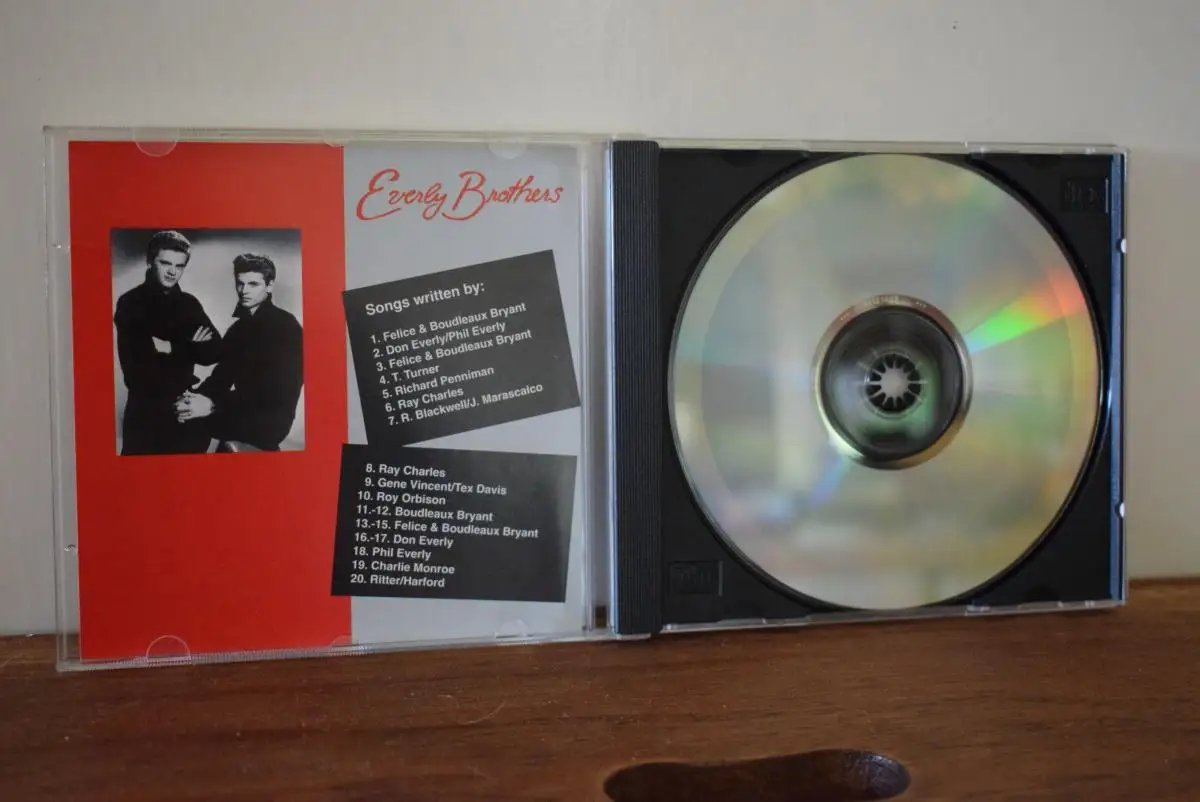 Everly Brothers
Songs written by:
1. Felice & Boudleaux Bryant
2. Don Everly/Phil Everly
3. Felice & Boudleaux Bryant
4. T. Turner
5. Richard Penniman
6. Ray Charles
7. R. Blackwell/J. Marascalco
8. Ray Charles
9. Gene Vincent/Tex Davis
10. Roy Orbison
11.-12. Boudleaux Bryant
13.-15. Felice & Boudleaux Bryant
16.-17. Don Everly
18. Phil Everly
19. Charlie Monroe
20. Ritter/Harford